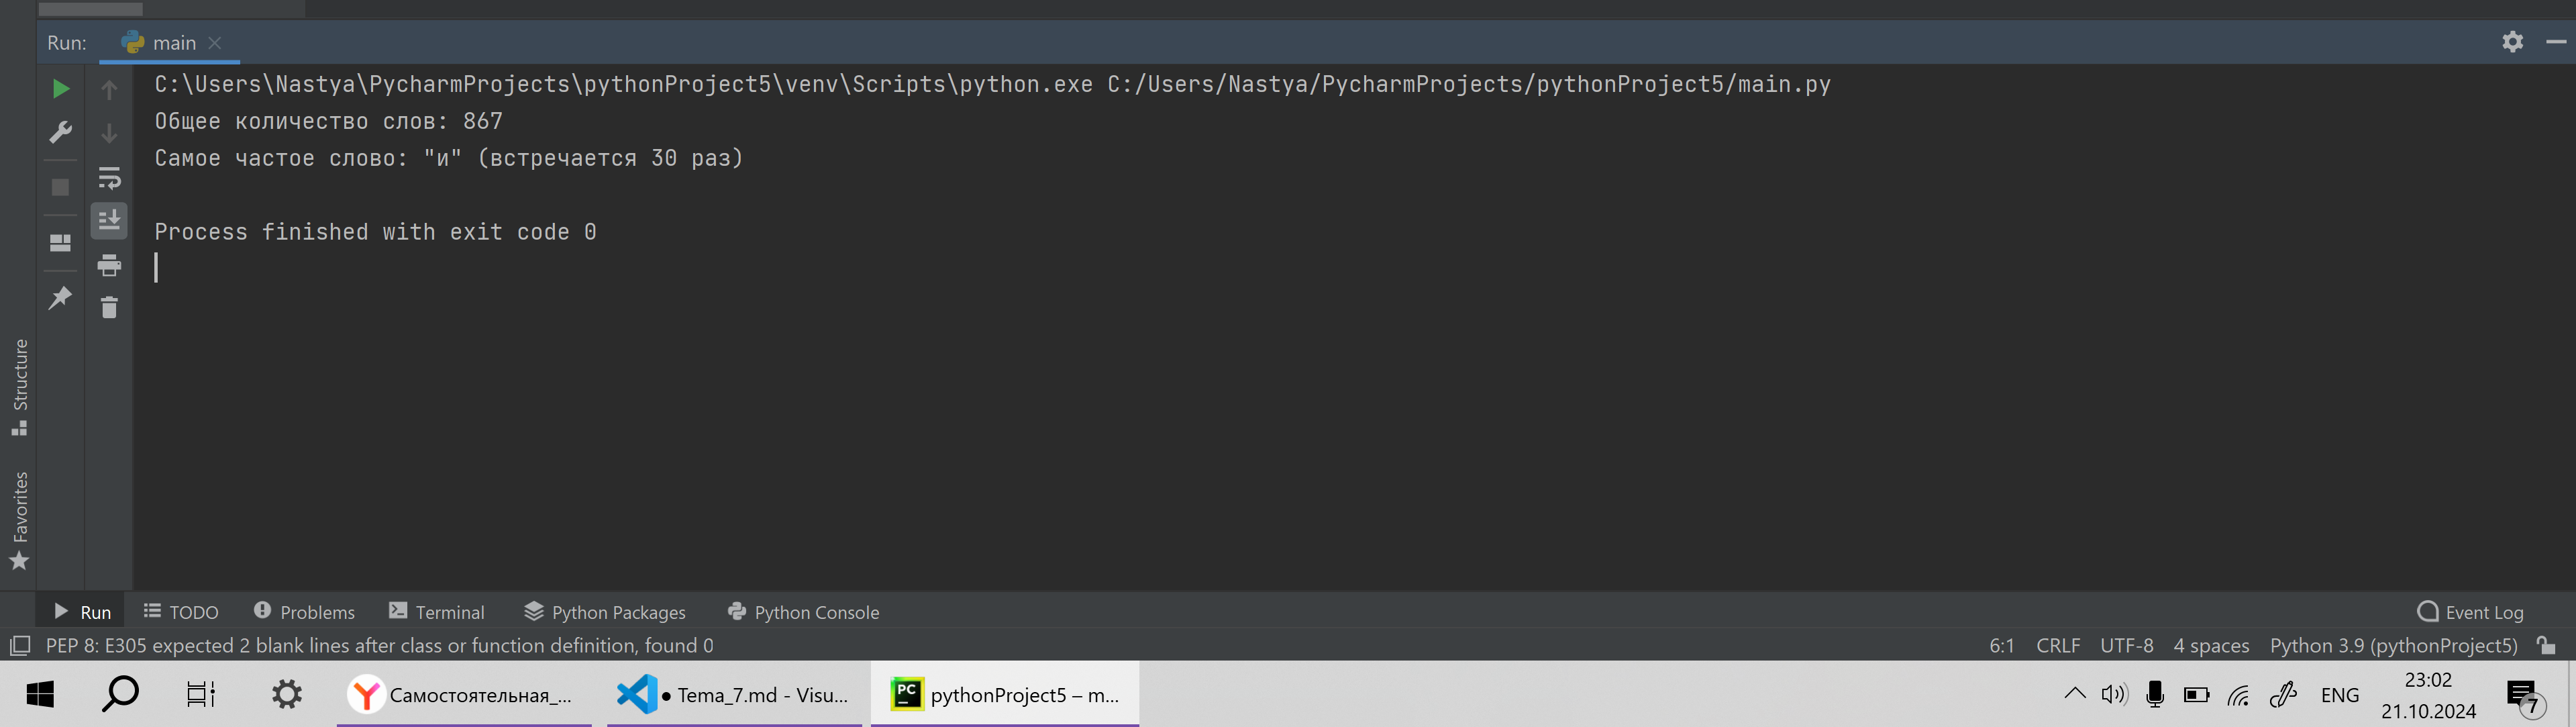 Run: main
C:\Users\Nastya\PycharmProjects\pythonProject5\venv\Scripts\python.exe C:/Users/Nastya/PycharmProjects/pythonProject5/main.py
Общее количество слов: 867
Самое частое слово: "и" (встречается 30 раз)
Process finished with exit code 0
Structure
Favorites
Run TODO Problems Terminal Python Packages Python Console Event Log
PEP 8: E305 expected 2 blank lines after class or function definition, found 0 6:1 CRLF UTF-8 4 spaces Python 3.9 (pythonProject5)
Самостоятельная_... ● Tema_7.md - Visu... PC pythonProject5 – m... ENG 23:02
21.10.2024 7